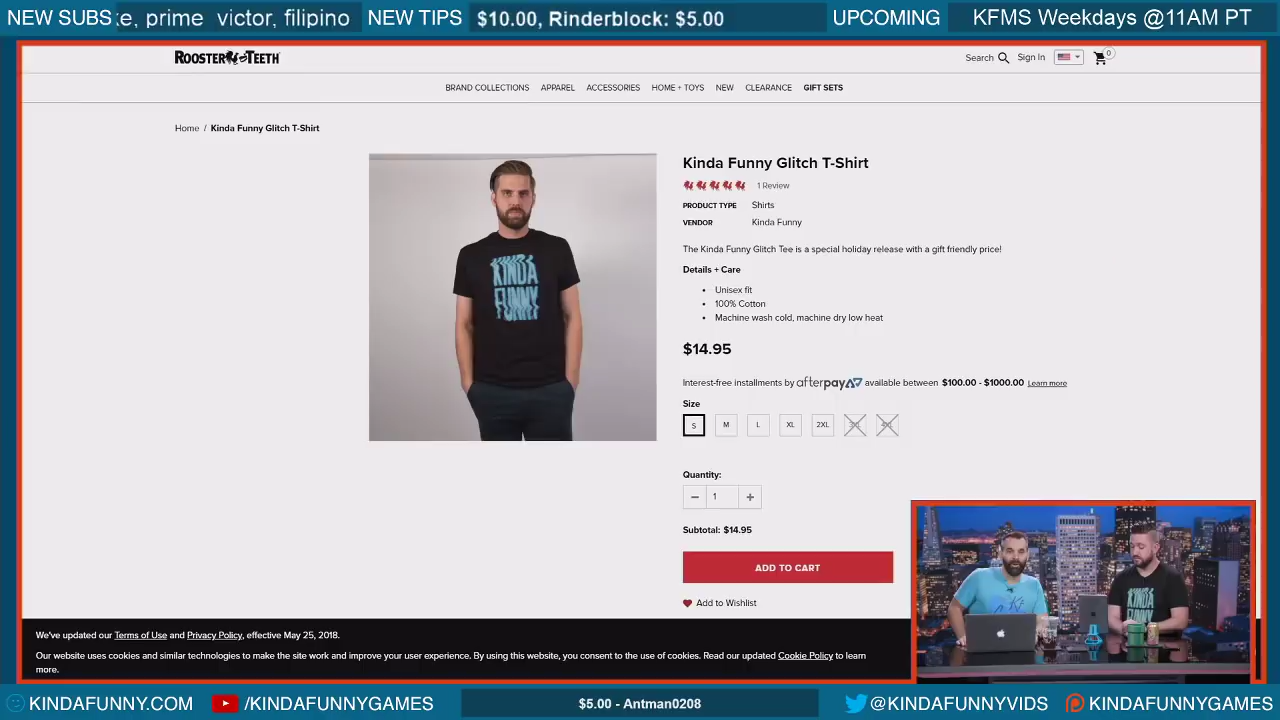 NEW SUBS
e, prime victor, filipino
NEW TIPS
$10.00, Rinderblock: $5.00
UPCOMING
KFMS Weekdays @11AM PT
ROOSTER TEETH
Search
Sign In
0
BRAND COLLECTIONS
APPAREL
ACCESSORIES
HOME + TOYS
NEW
CLEARANCE
GIFT SETS
Home / Kinda Funny Glitch T-Shirt
KINDA
FUNNY
Kinda Funny Glitch T-Shirt
1 Review
PRODUCT TYPE Shirts
VENDOR Kinda Funny
The Kinda Funny Glitch Tee is a special holiday release with a gift friendly price!
Details + Care
• Unisex fit
• 100% Cotton
• Machine wash cold, machine dry low heat
$14.95
Interest-free installments by afterpay available between $100.00 - $1000.00 Learn more
Size
S M L XL 2XL
Quantity:
− 1 +
Subtotal: $14.95
ADD TO CART
Add to Wishlist
KINDA
FUNNY
We've updated our Terms of Use and Privacy Policy, effective May 25, 2018.
Our website uses cookies and similar technologies to make the site work and improve your user experience. By using this website, you consent to the use of cookies. Read our updated Cookie Policy to learn
more.
KINDAFUNNY.COM
/KINDAFUNNYGAMES
$5.00 - Antman0208
@KINDAFUNNYVIDS
KINDAFUNNYGAMES